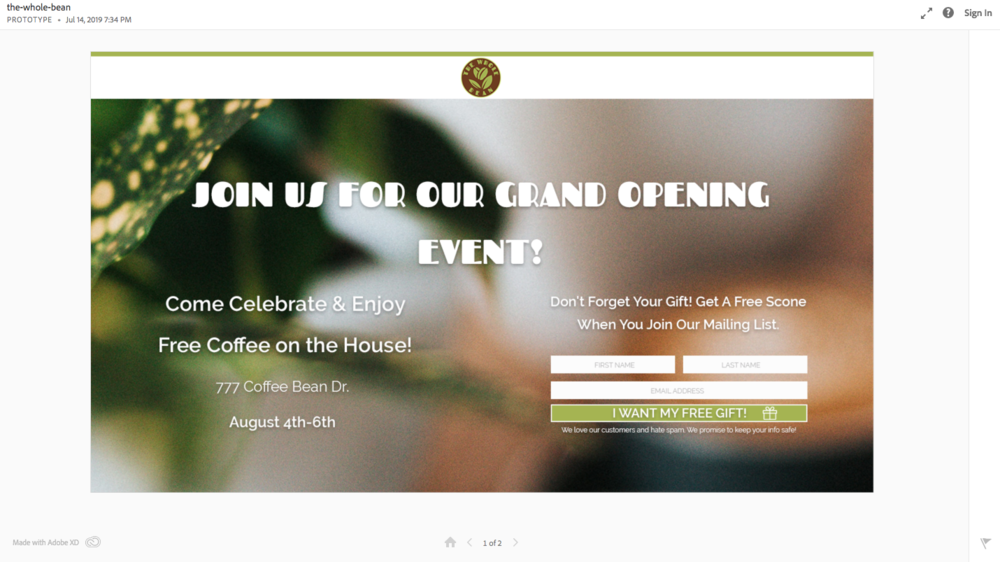 the-whole-bean
PROTOTYPE • Jul 14, 2019 7:34 PM
Sign In
THE WHOLE
BEAN
JOIN US FOR OUR GRAND OPENING
EVENT!
Come Celebrate & Enjoy
Free Coffee on the House!
777 Coffee Bean Dr.
August 4th-6th
Don't Forget Your Gift! Get A Free Scone
When You Join Our Mailing List.
FIRST NAME LAST NAME
EMAIL ADDRESS
I WANT MY FREE GIFT!
We love our customers and hate spam. We promise to keep your info safe!
Made with Adobe XD
1 of 2